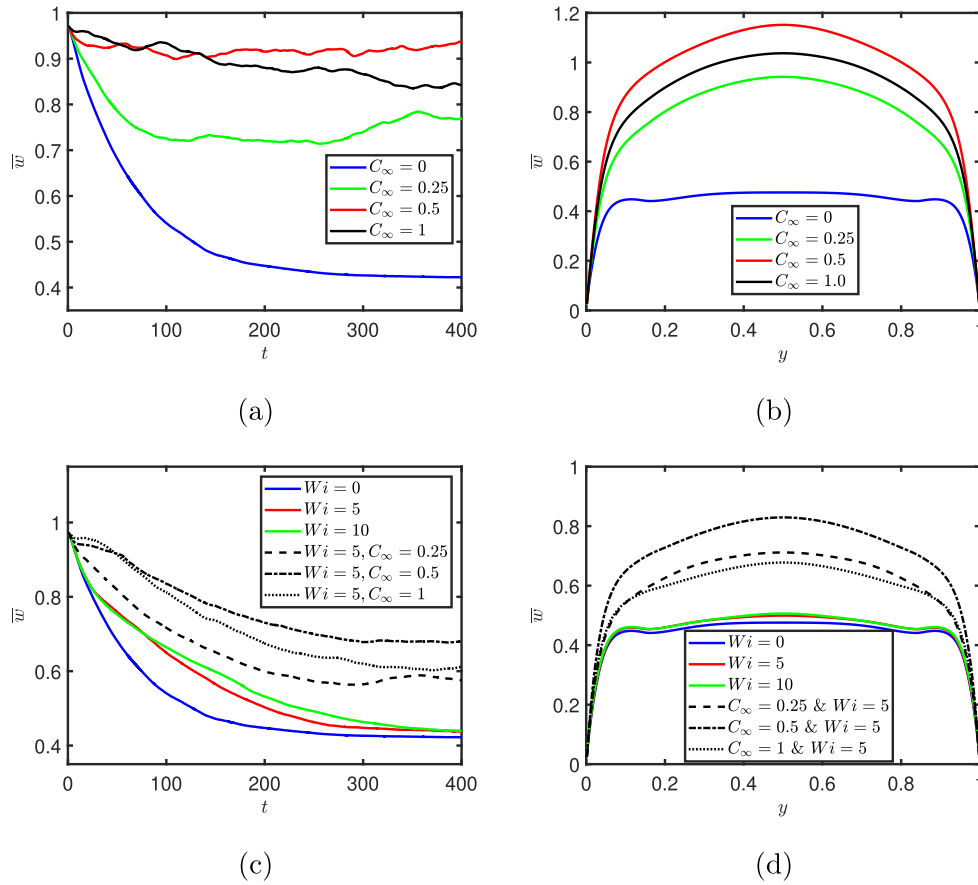 1
0.9
0.8
0.7
0.6
0.5
0.4
w̅
0
100
200
300
400
t
C∞ = 0
C∞ = 0.25
C∞ = 0.5
C∞ = 1
(a)
1.2
1
0.8
0.6
0.4
0.2
0
w̅
0
0.2
0.4
0.6
0.8
1
y
C∞ = 0
C∞ = 0.25
C∞ = 0.5
C∞ = 1.0
(b)
1
0.8
0.6
0.4
w̅
0
100
200
300
400
t
Wi = 0
Wi = 5
Wi = 10
Wi = 5, C∞ = 0.25
Wi = 5, C∞ = 0.5
Wi = 5, C∞ = 1
(c)
1
0.8
0.6
0.4
0.2
0
w̅
0
0.2
0.4
0.6
0.8
1
y
Wi = 0
Wi = 5
Wi = 10
C∞ = 0.25 & Wi = 5
C∞ = 0.5 & Wi = 5
C∞ = 1 & Wi = 5
(d)